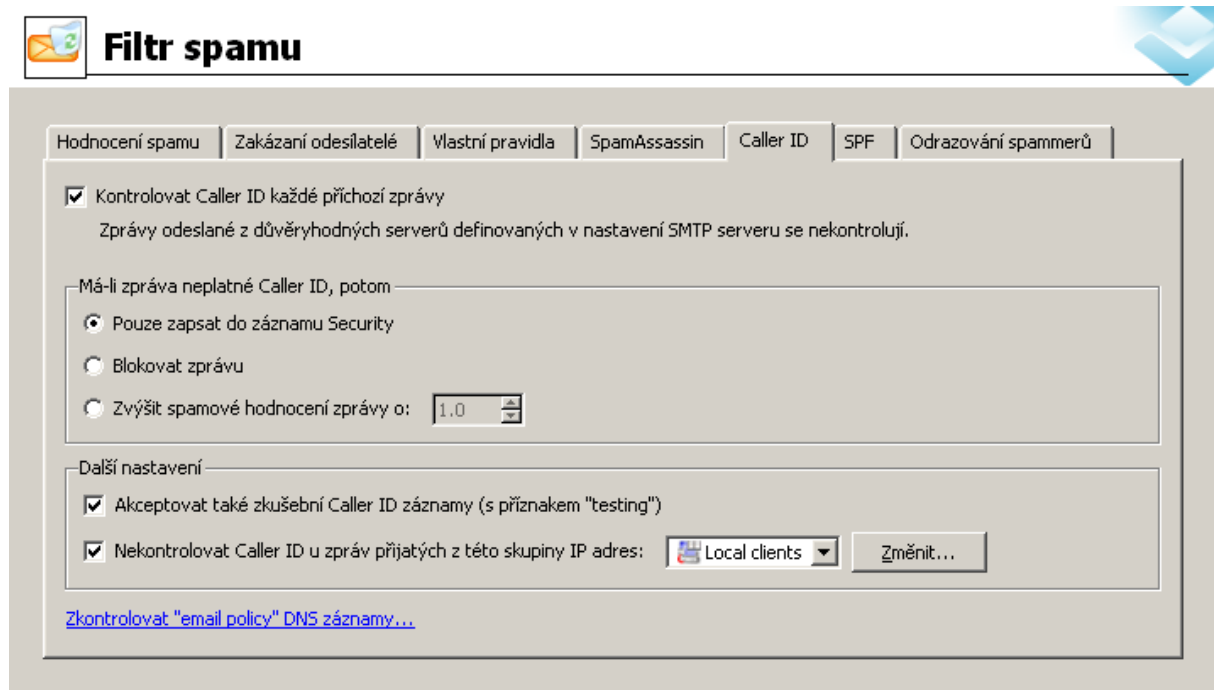 Filtr spamu
Hodnocení spamu Zakázaní odesílatelé Vlastní pravidla SpamAssassin Caller ID SPF Odrazování spammerů
Kontrolovat Caller ID každé příchozí zprávy
Zprávy odeslané z důvěryhodných serverů definovaných v nastavení SMTP serveru se nekontrolují.
Má-li zpráva neplatné Caller ID, potom
Pouze zapsat do záznamu Security
Blokovat zprávu
Zvýšit spamové hodnocení zprávy o: 1.0
Další nastavení
Akceptovat také zkušební Caller ID záznamy (s příznakem "testing")
Nekontrolovat Caller ID u zpráv přijatých z této skupiny IP adres: Local clients Změnit...
Zkontrolovat "email policy" DNS záznamy...